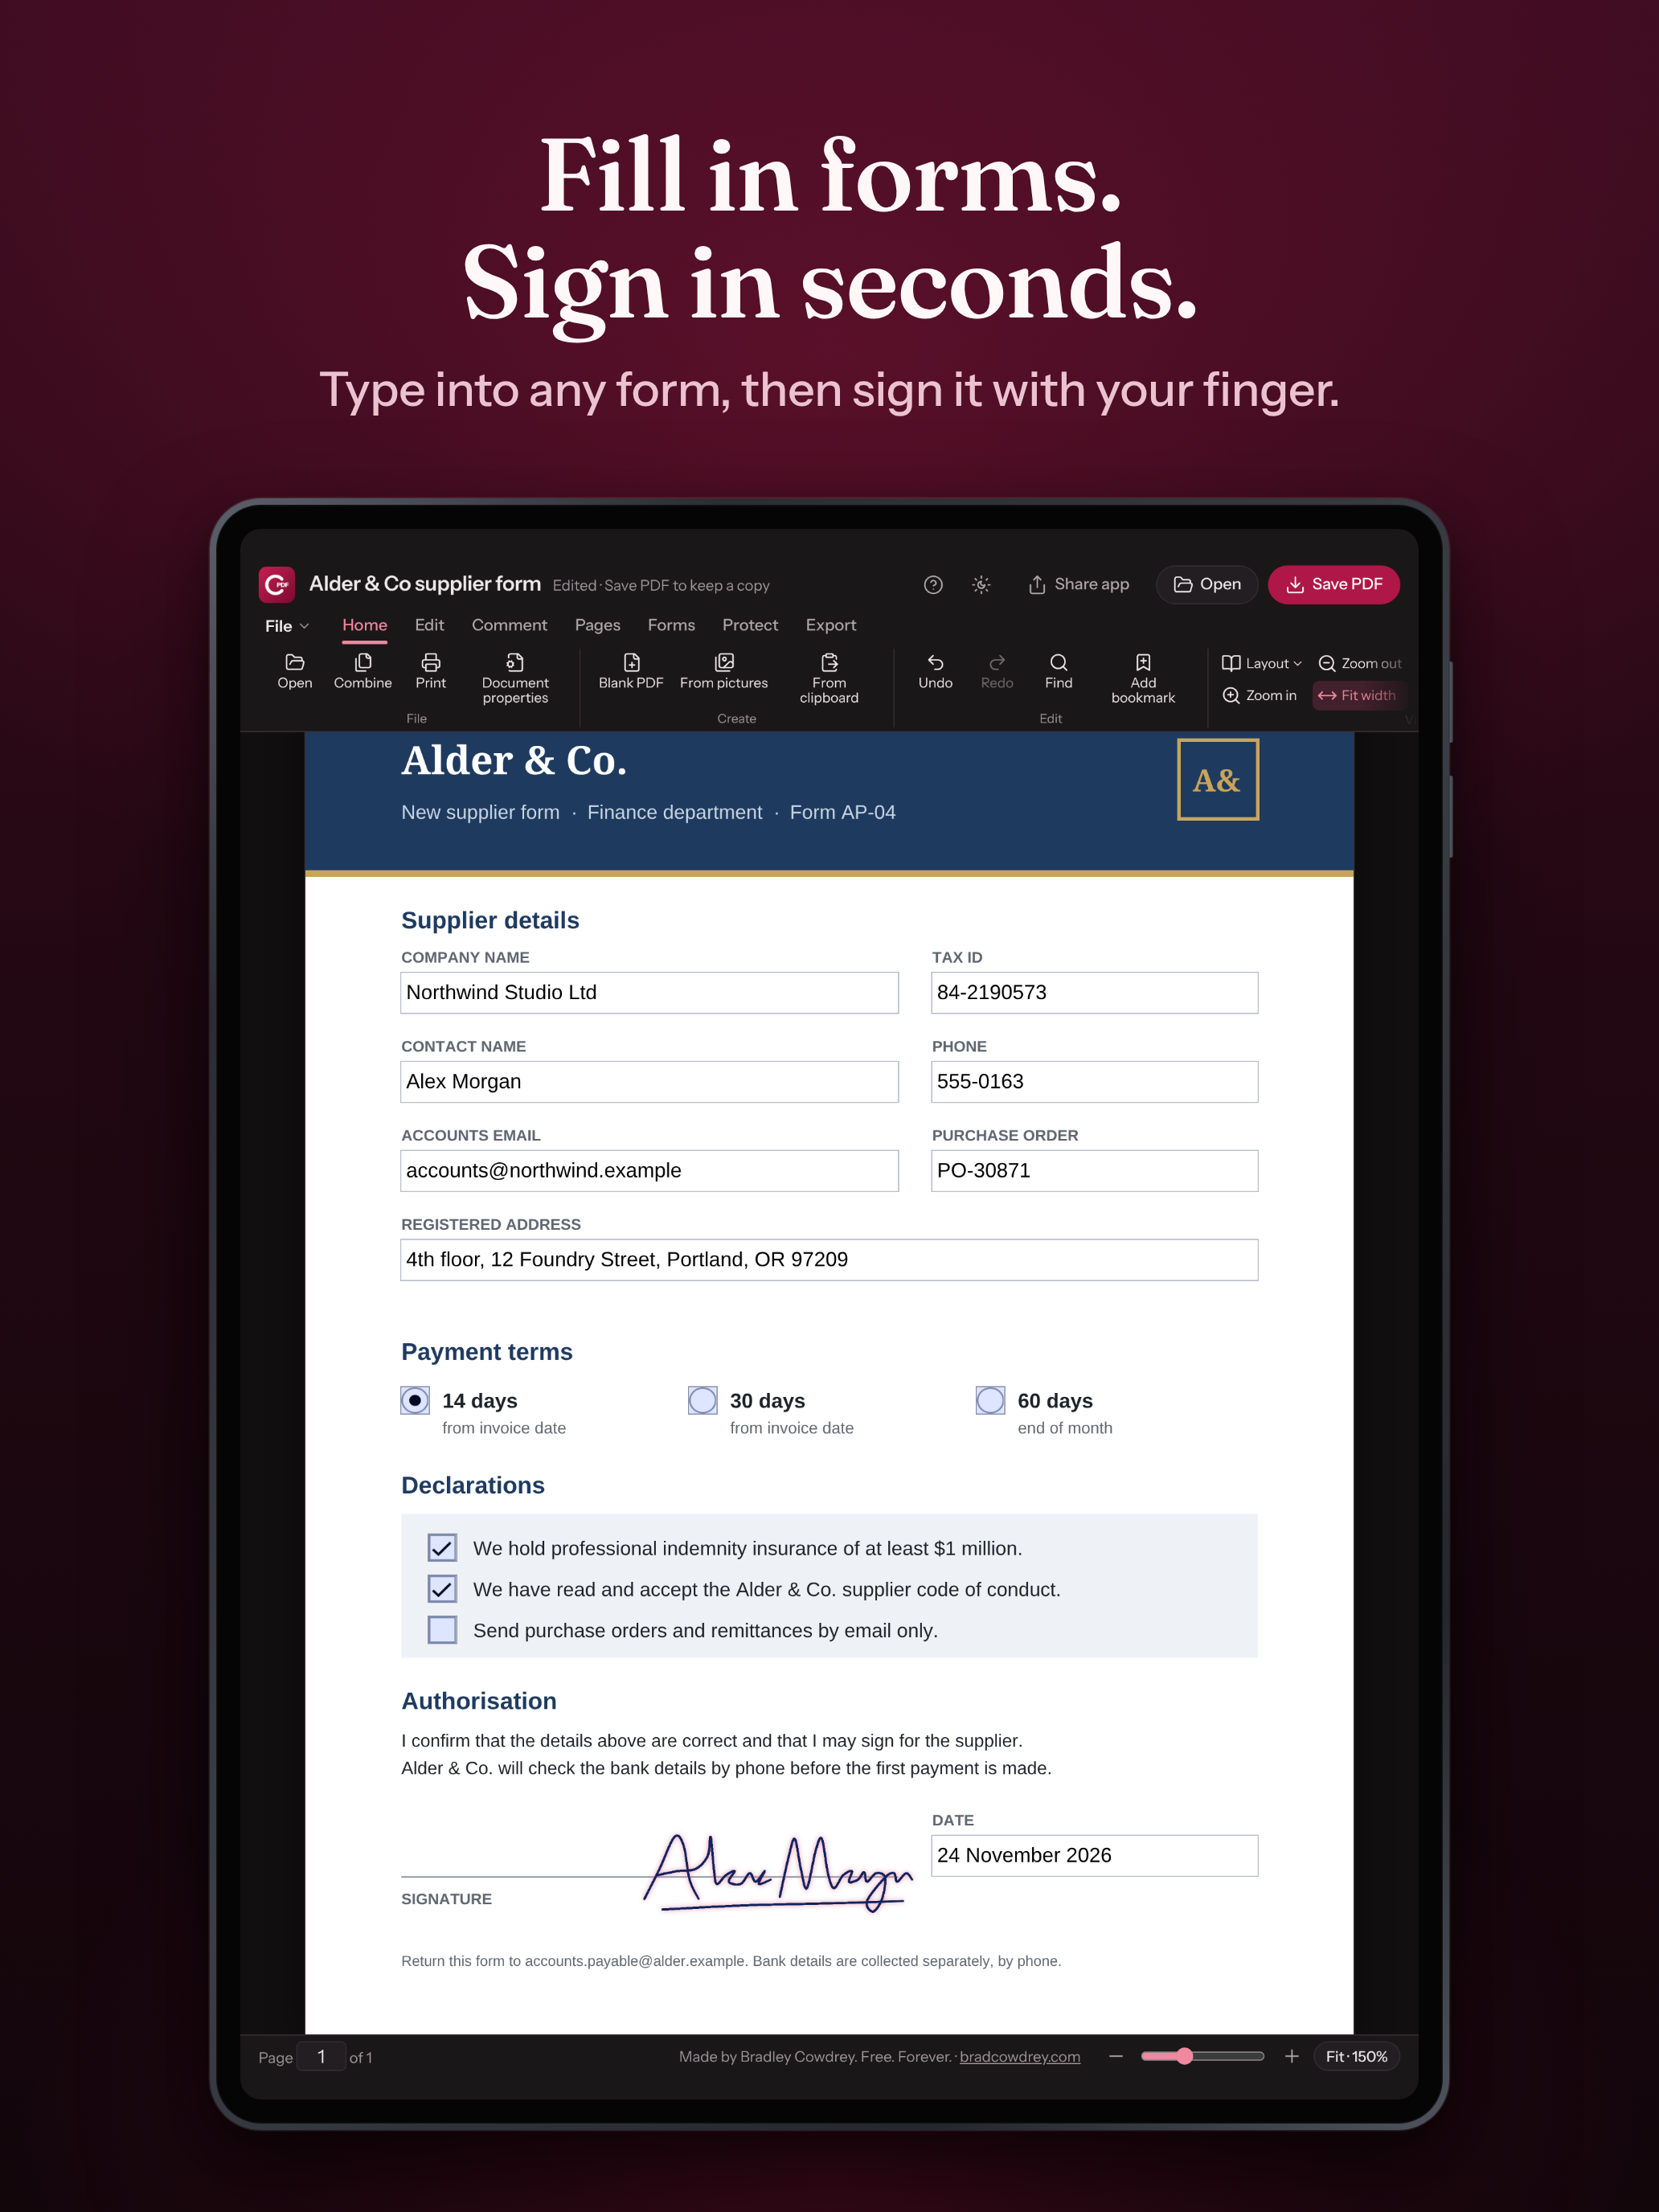 Fill in forms.
Sign in seconds.
Type into any form, then sign it with your finger.
PDF
Alder & Co supplier form Edited · Save PDF to keep a copy
Share app
Open
Save PDF
File Home Edit Comment Pages Forms Protect Export
Open Combine Print Document properties
File
Blank PDF From pictures From clipboard
Create
Undo Redo Find Add bookmark
Edit
Layout Zoom out
Zoom in Fit width
Alder & Co.
A&
New supplier form · Finance department · Form AP-04
Supplier details
COMPANY NAME TAX ID
Northwind Studio Ltd 84-2190573
CONTACT NAME PHONE
Alex Morgan 555-0163
ACCOUNTS EMAIL PURCHASE ORDER
accounts@northwind.example PO-30871
REGISTERED ADDRESS
4th floor, 12 Foundry Street, Portland, OR 97209
Payment terms
14 days 30 days 60 days
from invoice date from invoice date end of month
Declarations
We hold professional indemnity insurance of at least $1 million.
We have read and accept the Alder & Co. supplier code of conduct.
Send purchase orders and remittances by email only.
Authorisation
I confirm that the details above are correct and that I may sign for the supplier.
Alder & Co. will check the bank details by phone before the first payment is made.
DATE
24 November 2026
Alex Morgan
SIGNATURE
Return this form to accounts.payable@alder.example. Bank details are collected separately, by phone.
Page 1 of 1
Made by Bradley Cowdrey. Free. Forever. · bradcowdrey.com
Fit · 150%